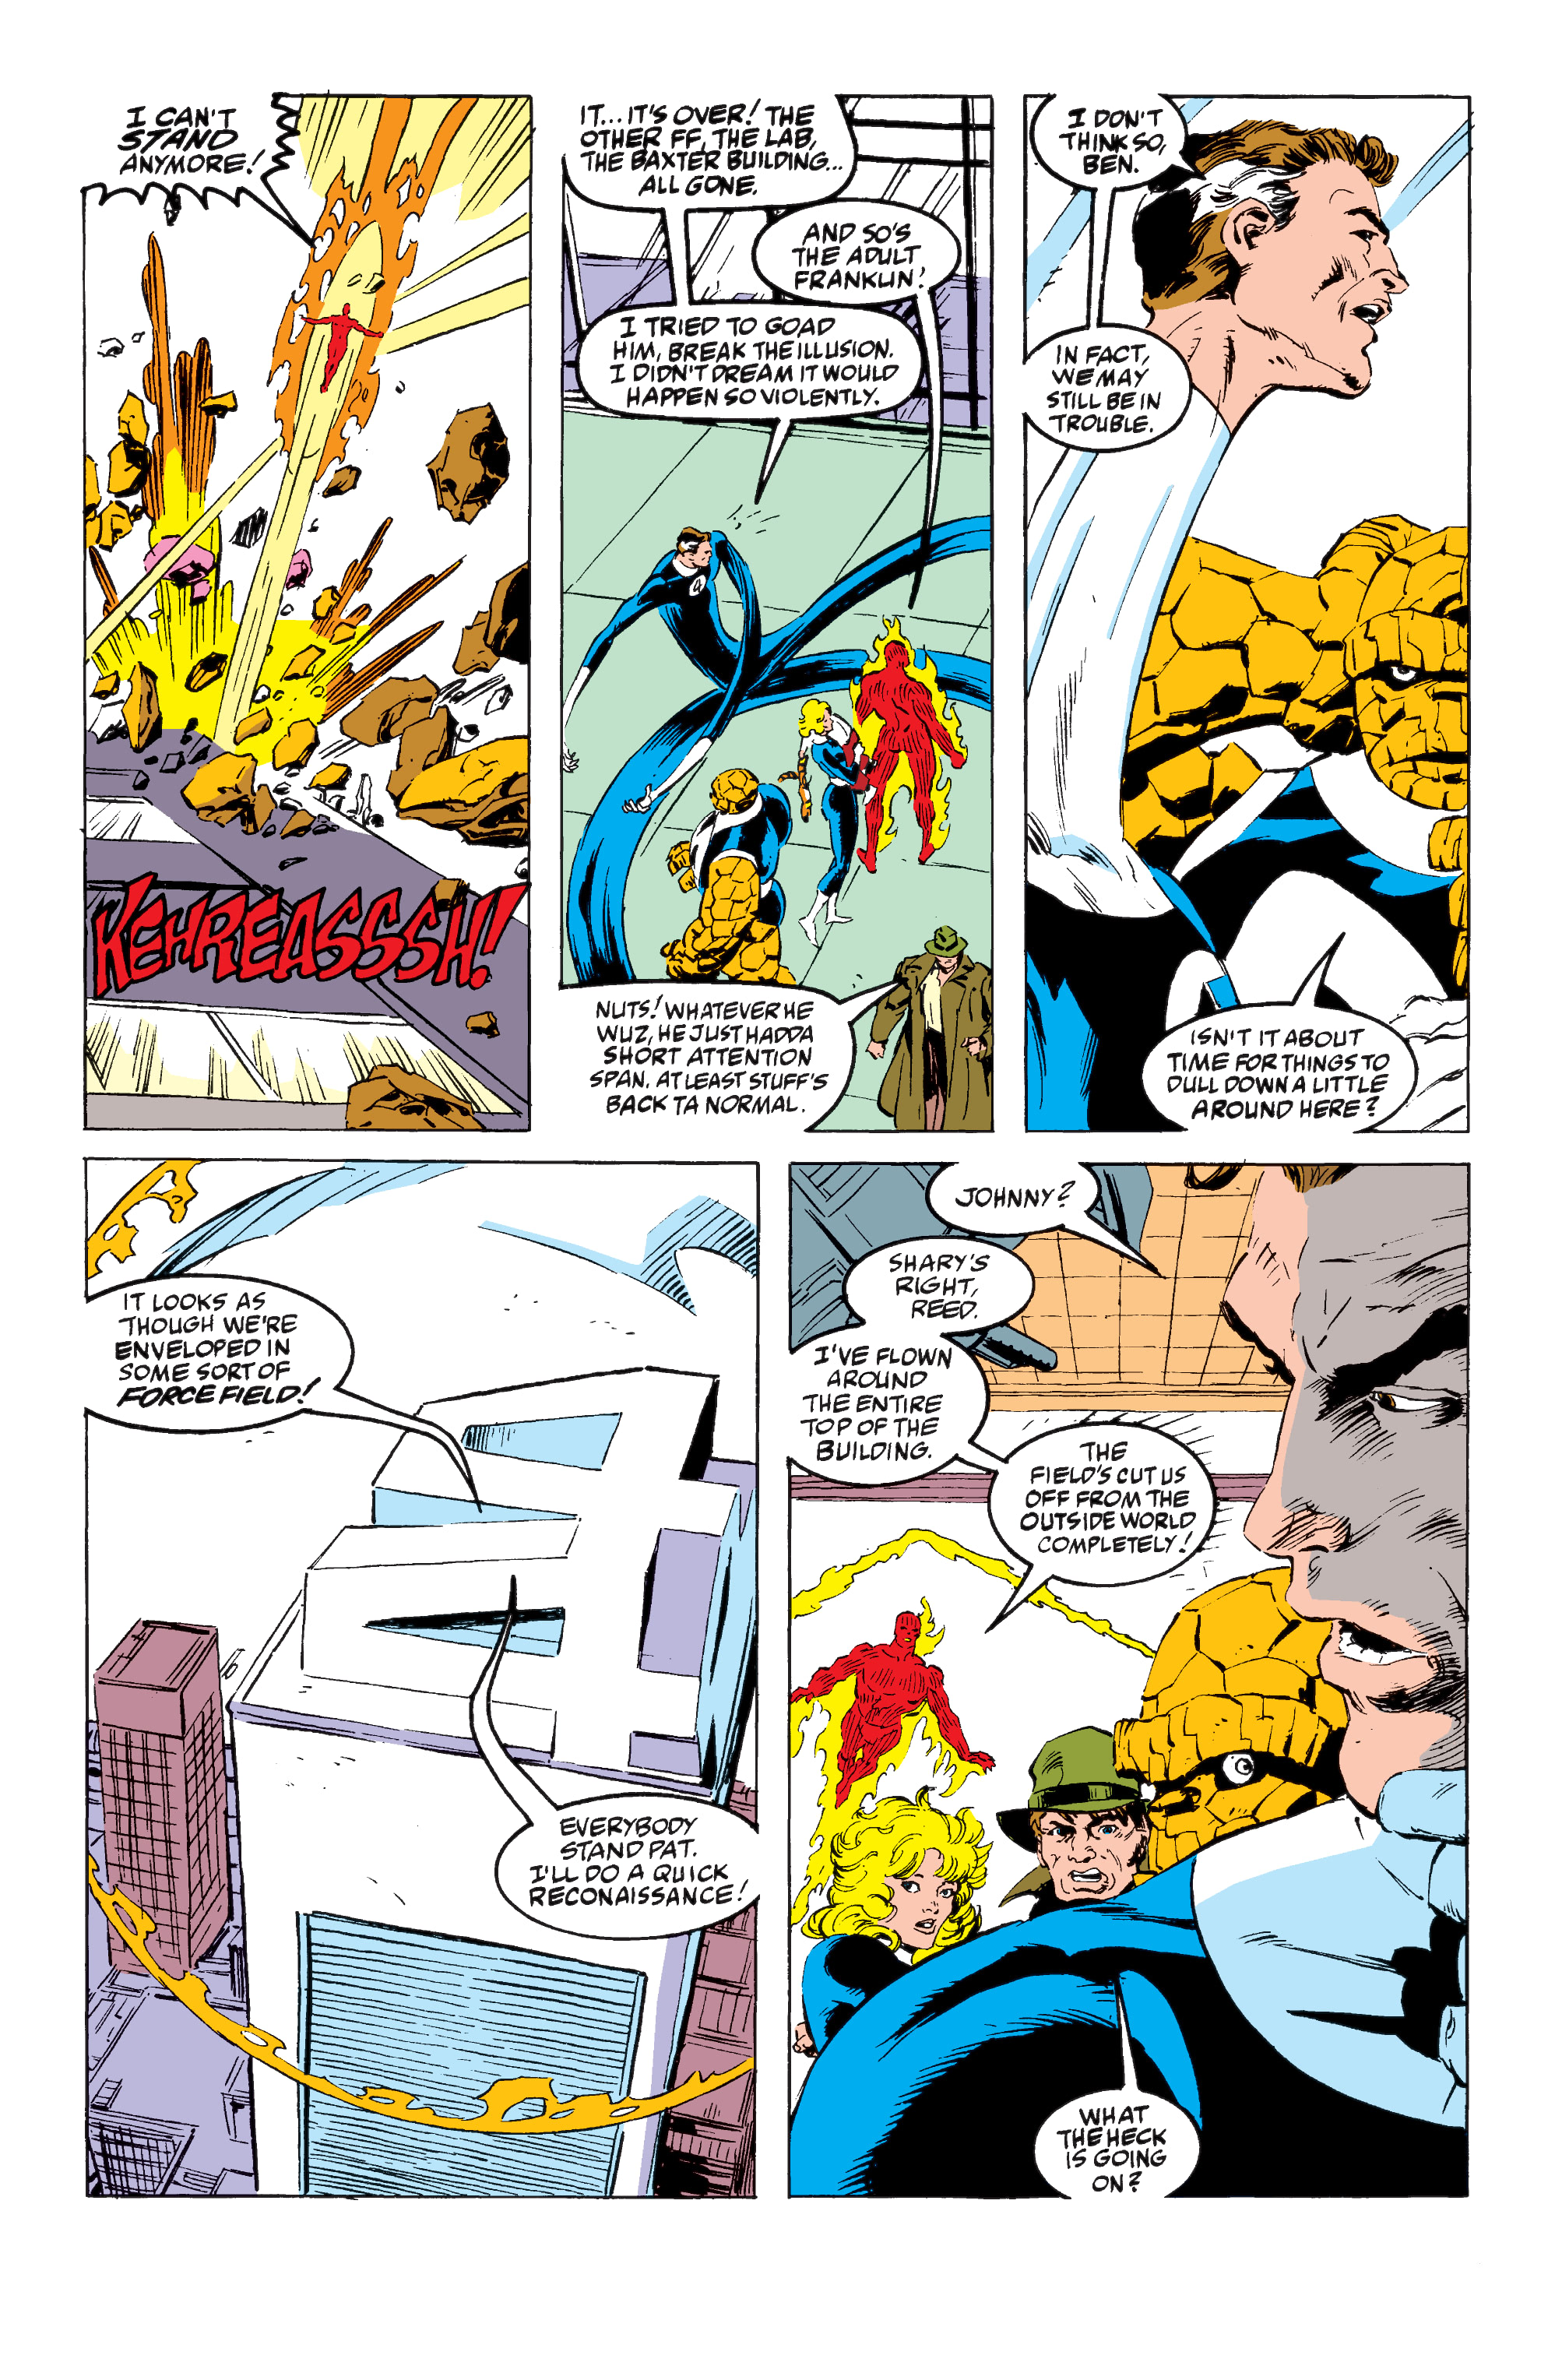 I CAN'T
STAND
ANYMORE!
KEHREASSSSH!
IT...IT'S OVER! THE
OTHER FF, THE LAB,
THE BAXTER BUILDING...
ALL GONE.
AND SO'S
THE ADULT
FRANKLIN!
I TRIED TO GOAD
HIM, BREAK THE ILLUSION.
I DIDN'T DREAM IT WOULD
HAPPEN SO VIOLENTLY.
4
NUTS! WHATEVER HE
WUZ, HE JUST HADDA
SHORT ATTENTION
SPAN. AT LEAST STUFF'S
BACK TA NORMAL.
I DON'T
THINK SO,
BEN.
IN FACT,
WE MAY
STILL BE IN
TROUBLE.
ISN'T IT ABOUT
TIME FOR THINGS TO
DULL DOWN A LITTLE
AROUND HERE?
IT LOOKS AS
THOUGH WE'RE
ENVELOPED IN
SOME SORT OF
FORCE FIELD!
4
EVERYBODY
STAND PAT.
I'LL DO A QUICK
RECONAISSANCE!
JOHNNY?
SHARY'S
RIGHT,
REED.
I'VE FLOWN
AROUND
THE ENTIRE
TOP OF THE
BUILDING.
THE
FIELD'S CUT US
OFF FROM THE
OUTSIDE WORLD
COMPLETELY!
WHAT
THE HECK
IS GOING
ON?